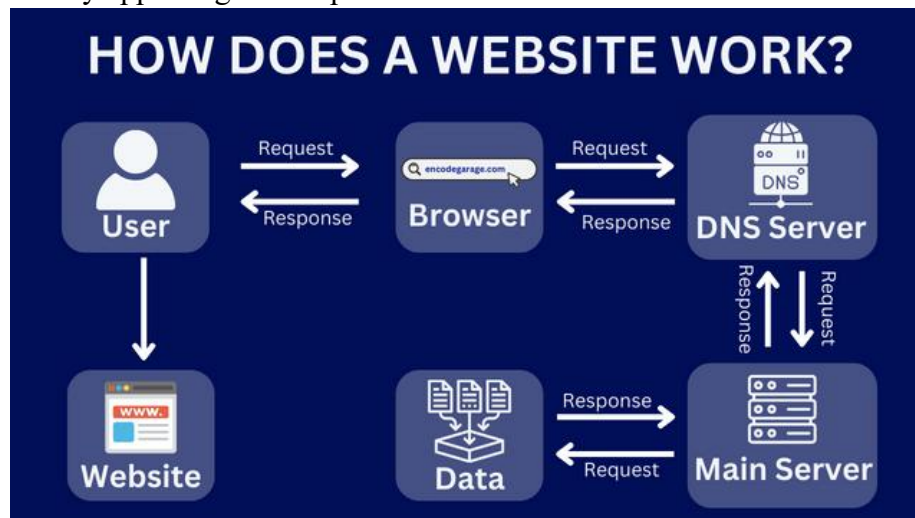 HOW DOES A WEBSITE WORK?
User
Request
Response
encodegarage.com
Browser
Request
Response
DNS
DNS Server
Response
Request
WWW.
Website
Data
Response
Request
Main Server